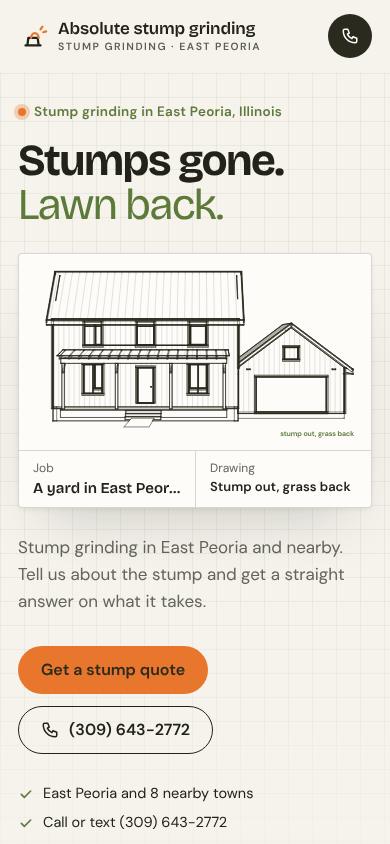 Absolute stump grinding
STUMP GRINDING · EAST PEORIA
Stump grinding in East Peoria, Illinois
Stumps gone.
Lawn back.
stump out, grass back
Job
A yard in East Peor...
Drawing
Stump out, grass back
Stump grinding in East Peoria and nearby.
Tell us about the stump and get a straight
answer on what it takes.
Get a stump quote
(309) 643-2772
East Peoria and 8 nearby towns
Call or text (309) 643-2772